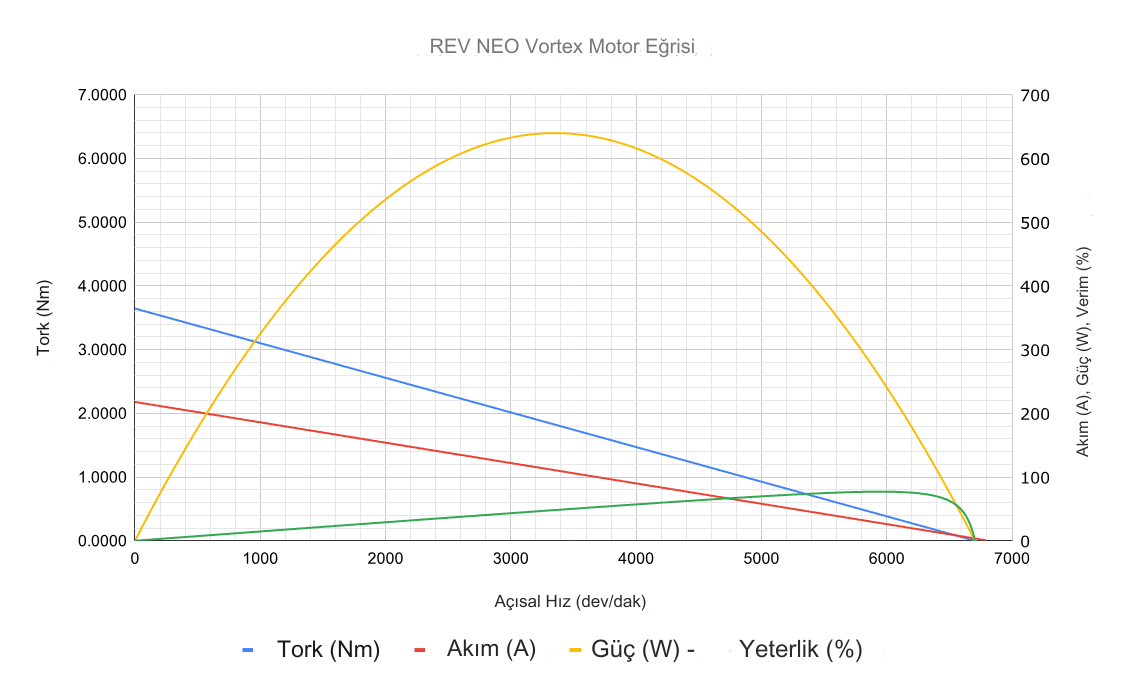 REV NEO Vortex Motor Eğrisi
7.0000
6.0000
5.0000
4.0000
3.0000
2.0000
1.0000
0.0000
Tork (Nm)
700
600
500
400
300
200
100
0
Akım (A), Güç (W), Verim (%)
0 1000 2000 3000 4000 5000 6000 7000
Açısal Hız (dev/dak)
Tork (Nm) Akım (A) Güç (W) - Yeterlik (%)